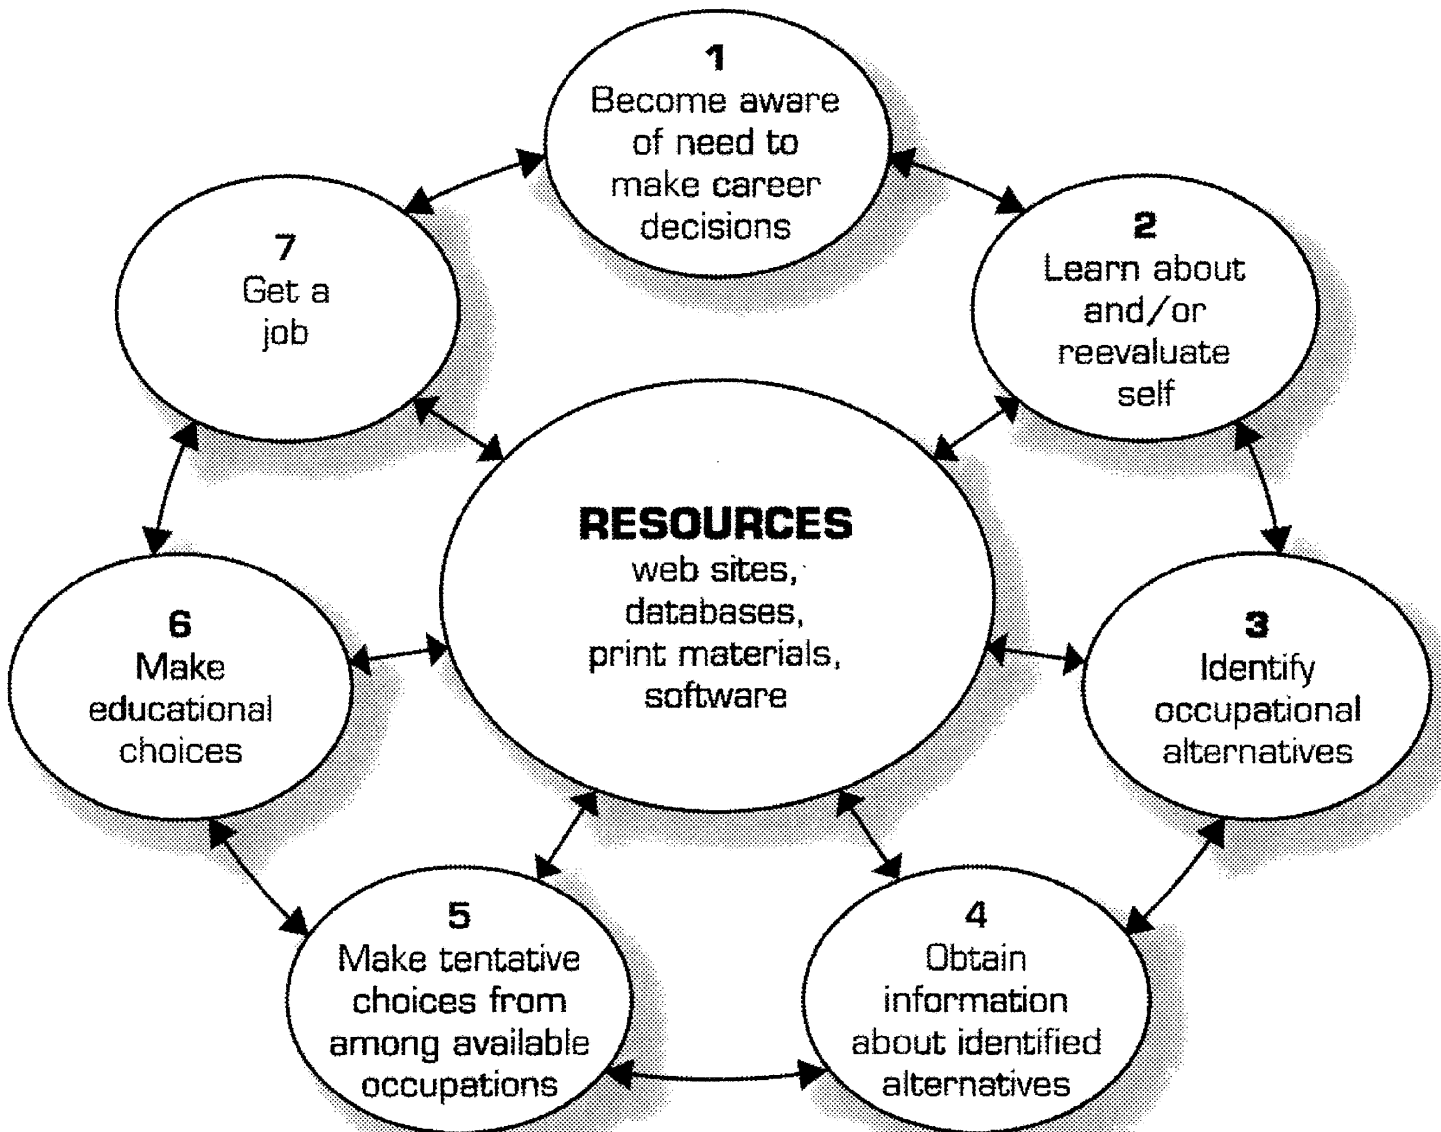 1
Become aware
of need to
make career
decisions
2
Learn about
and/or
reevaluate
self
3
Identify
occupational
alternatives
4
Obtain
information
about identified
alternatives
5
Make tentative
choices from
among available
occupations
6
Make
educational
choices
7
Get a
job
RESOURCES
web sites,
databases,
print materials,
software